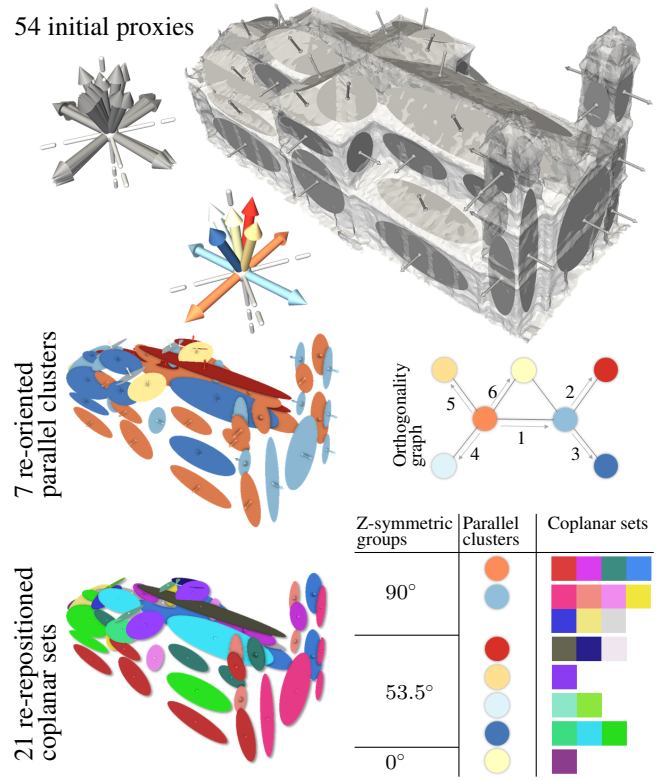 54 initial proxies
7 re-oriented
parallel clusters
Orthogonality
graph
5
6
2
1
4
3
21 re-repositioned
coplanar sets
Z-symmetric
groups
Parallel
clusters
Coplanar sets
90°
53.5°
0°